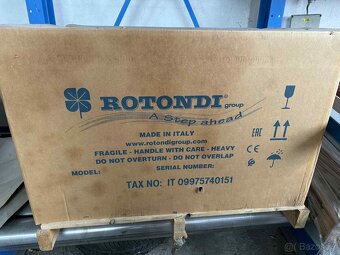 ROTONDI® group
A Step ahead
MADE IN ITALY
www.rotondigroup.com
FRAGILE - HANDLE WITH CARE - HEAVY
DO NOT OVERTURN - DO NOT OVERLAP
MODEL: SERIAL NUMBER:
TAX NO: IT 09975740151
EAC